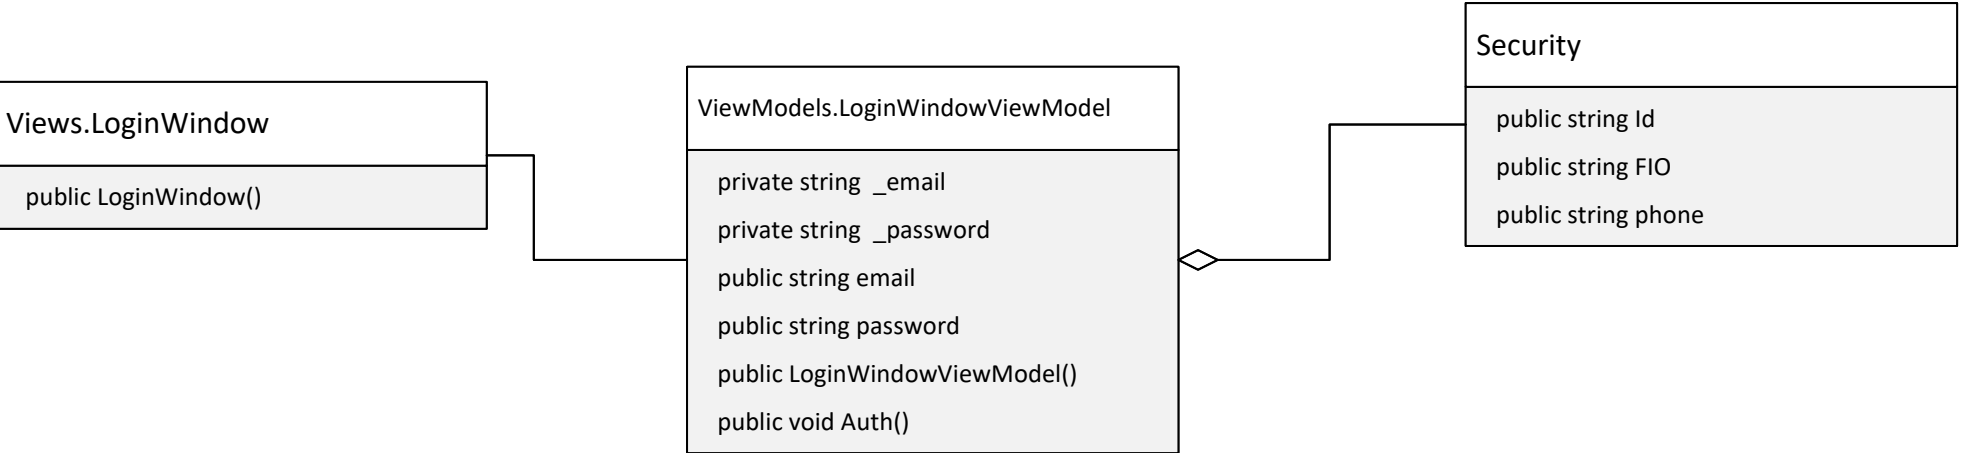 Views.LoginWindow
public LoginWindow()
ViewModels.LoginWindowViewModel
private string  _email
private string  _password
public string email
public string password
public LoginWindowViewModel()
public void Auth()
Security
public string Id
public string FIO
public string phone